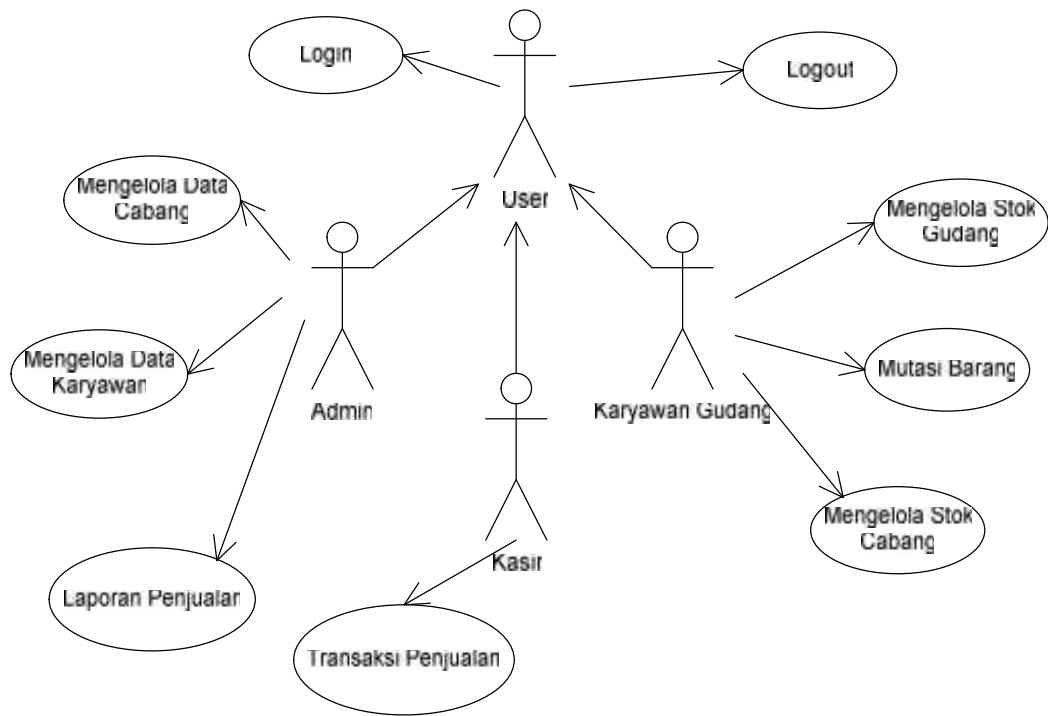 Login
Logout
User
Mengelola Data
Cabang
Mengelola Stok
Gudang
Mengelola Data
Karyawan
Mutasi Barang
Admin
Karyawan Gudang
Mengelola Stok
Cabang
Kasir
Laporan Penjualan
Transaksi Penjualan